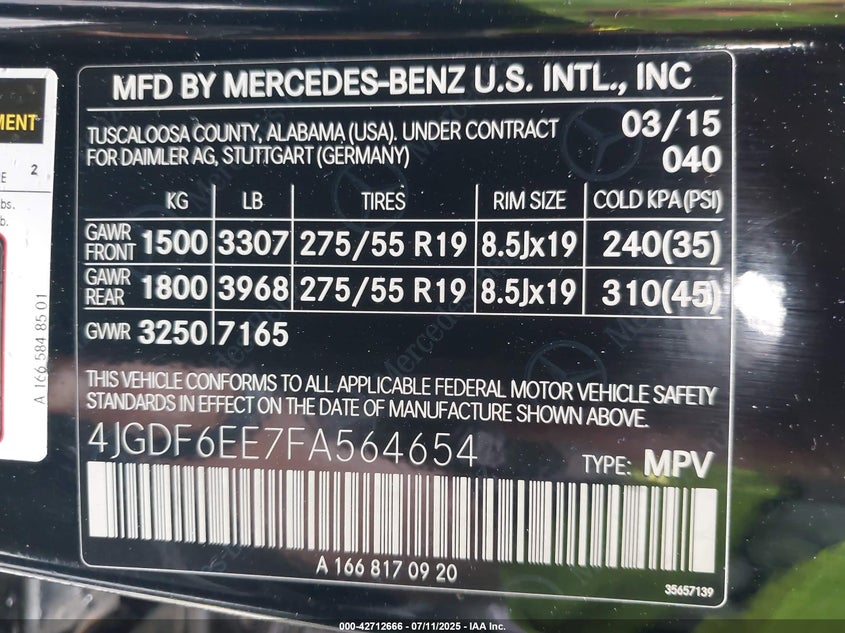 MFD BY MERCEDES-BENZ U.S. INTL., INC
TUSCALOOSA COUNTY, ALABAMA (USA). UNDER CONTRACT
FOR DAIMLER AG, STUTTGART (GERMANY)
03/15
040
KG LB TIRES RIM SIZE COLD KPA(PSI)
GAWR FRONT 1500 3307 275/55 R19 8.5Jx19 240(35)
GAWR REAR 1800 3968 275/55 R19 8.5Jx19 310(45)
GVWR 3250 7165
THIS VEHICLE CONFORMS TO ALL APPLICABLE FEDERAL MOTOR VEHICLE SAFETY
STANDARDS IN EFFECT ON THE DATE OF MANUFACTURE SHOWN ABOVE.
4JGDF6EE7FA564654
TYPE: MPV
A 166 817 09 20
35657139
MENT
2
lbs.
A 166 584 85 01
000-42712666 - 07/11/2025 - IAA Inc.